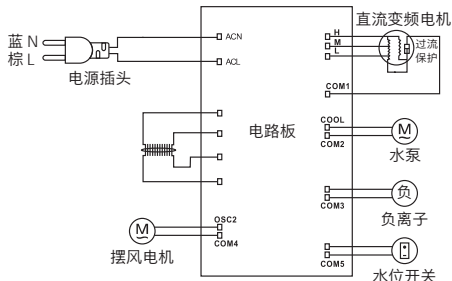 蓝 N
棕 L
电源插头
ACN
ACL
电路板
直流变频电机
H
M
L
过流
保护
COM1
COOL
COM2
M
水泵
负
COM3
负离子
OSC2
COM4
M
摆风电机
COM5
水位开关